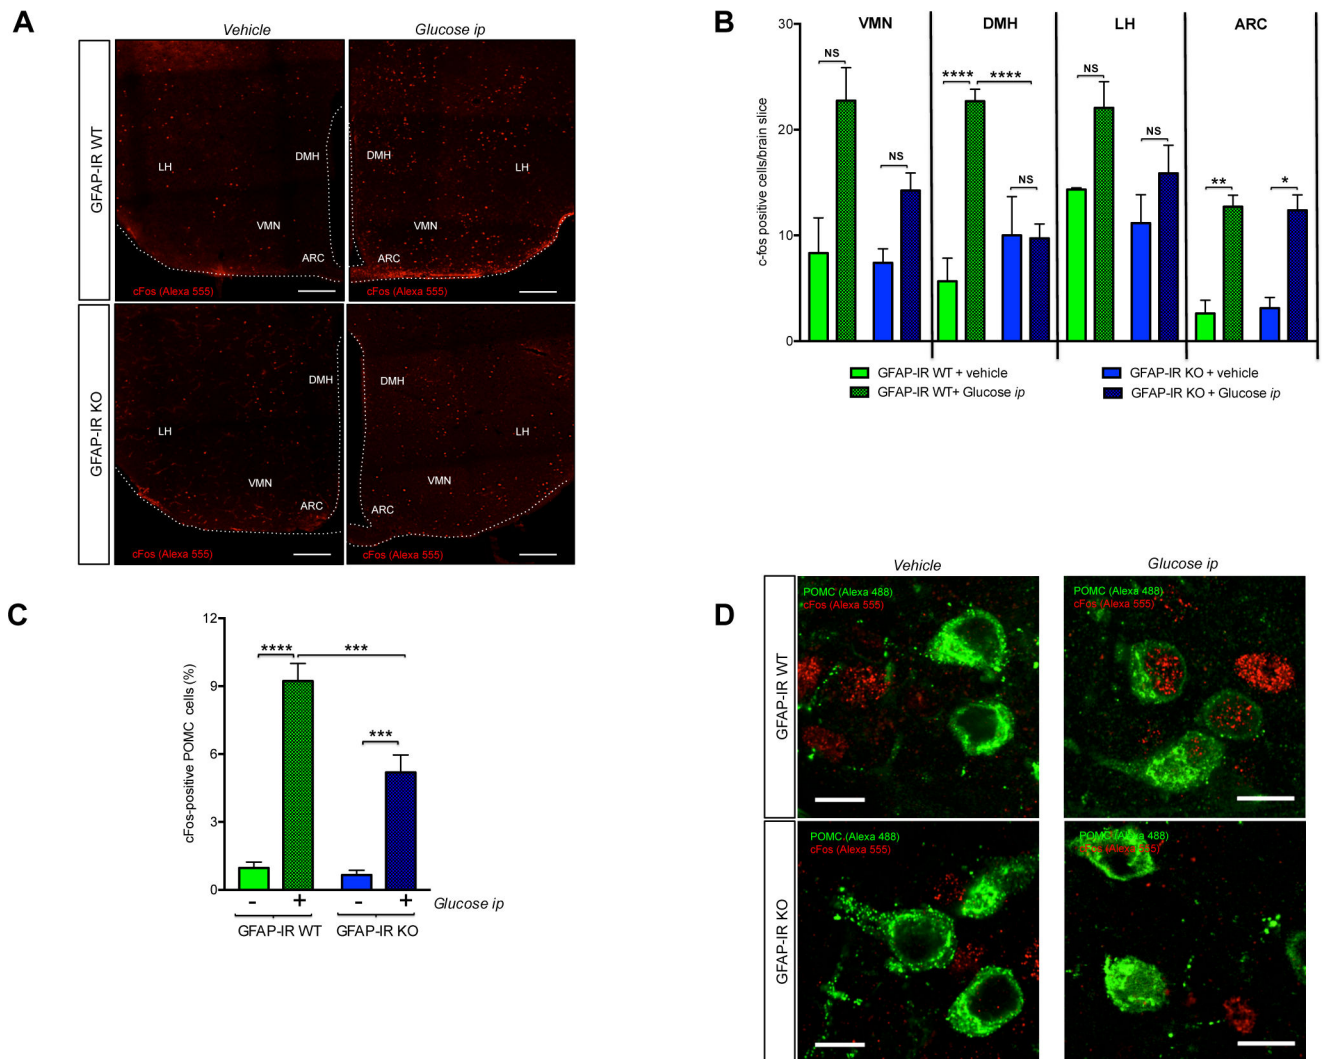 A
Vehicle
Glucose ip
GFAP-IR WT
LH
DMH
VMN
ARC
cFos (Alexa 555)
DMH
LH
VMN
ARC
cFos (Alexa 555)
GFAP-IR KO
DMH
LH
VMN
ARC
cFos (Alexa 555)
DMH
LH
VMN
ARC
cFos (Alexa 555)
B
VMN DMH LH ARC
c-fos positive cells/brain slice
30
20
10
0
NS
NS
****
****
NS
NS
NS
**
*
GFAP-IR WT + vehicle
GFAP-IR WT+ Glucose ip
GFAP-IR KO + vehicle
GFAP-IR KO + Glucose ip
C
cFos-positive POMC cells (%)
12
9
6
3
0
****
***
***
- + - + Glucose ip
GFAP-IR WT GFAP-IR KO
D
Vehicle
Glucose ip
GFAP-IR WT
POMC (Alexa 488)
cFos (Alexa 555)
POMC (Alexa 488)
cFos (Alexa 555)
GFAP-IR KO
POMC (Alexa 488)
cFos (Alexa 555)
POMC (Alexa 488)
cFos (Alexa 555)